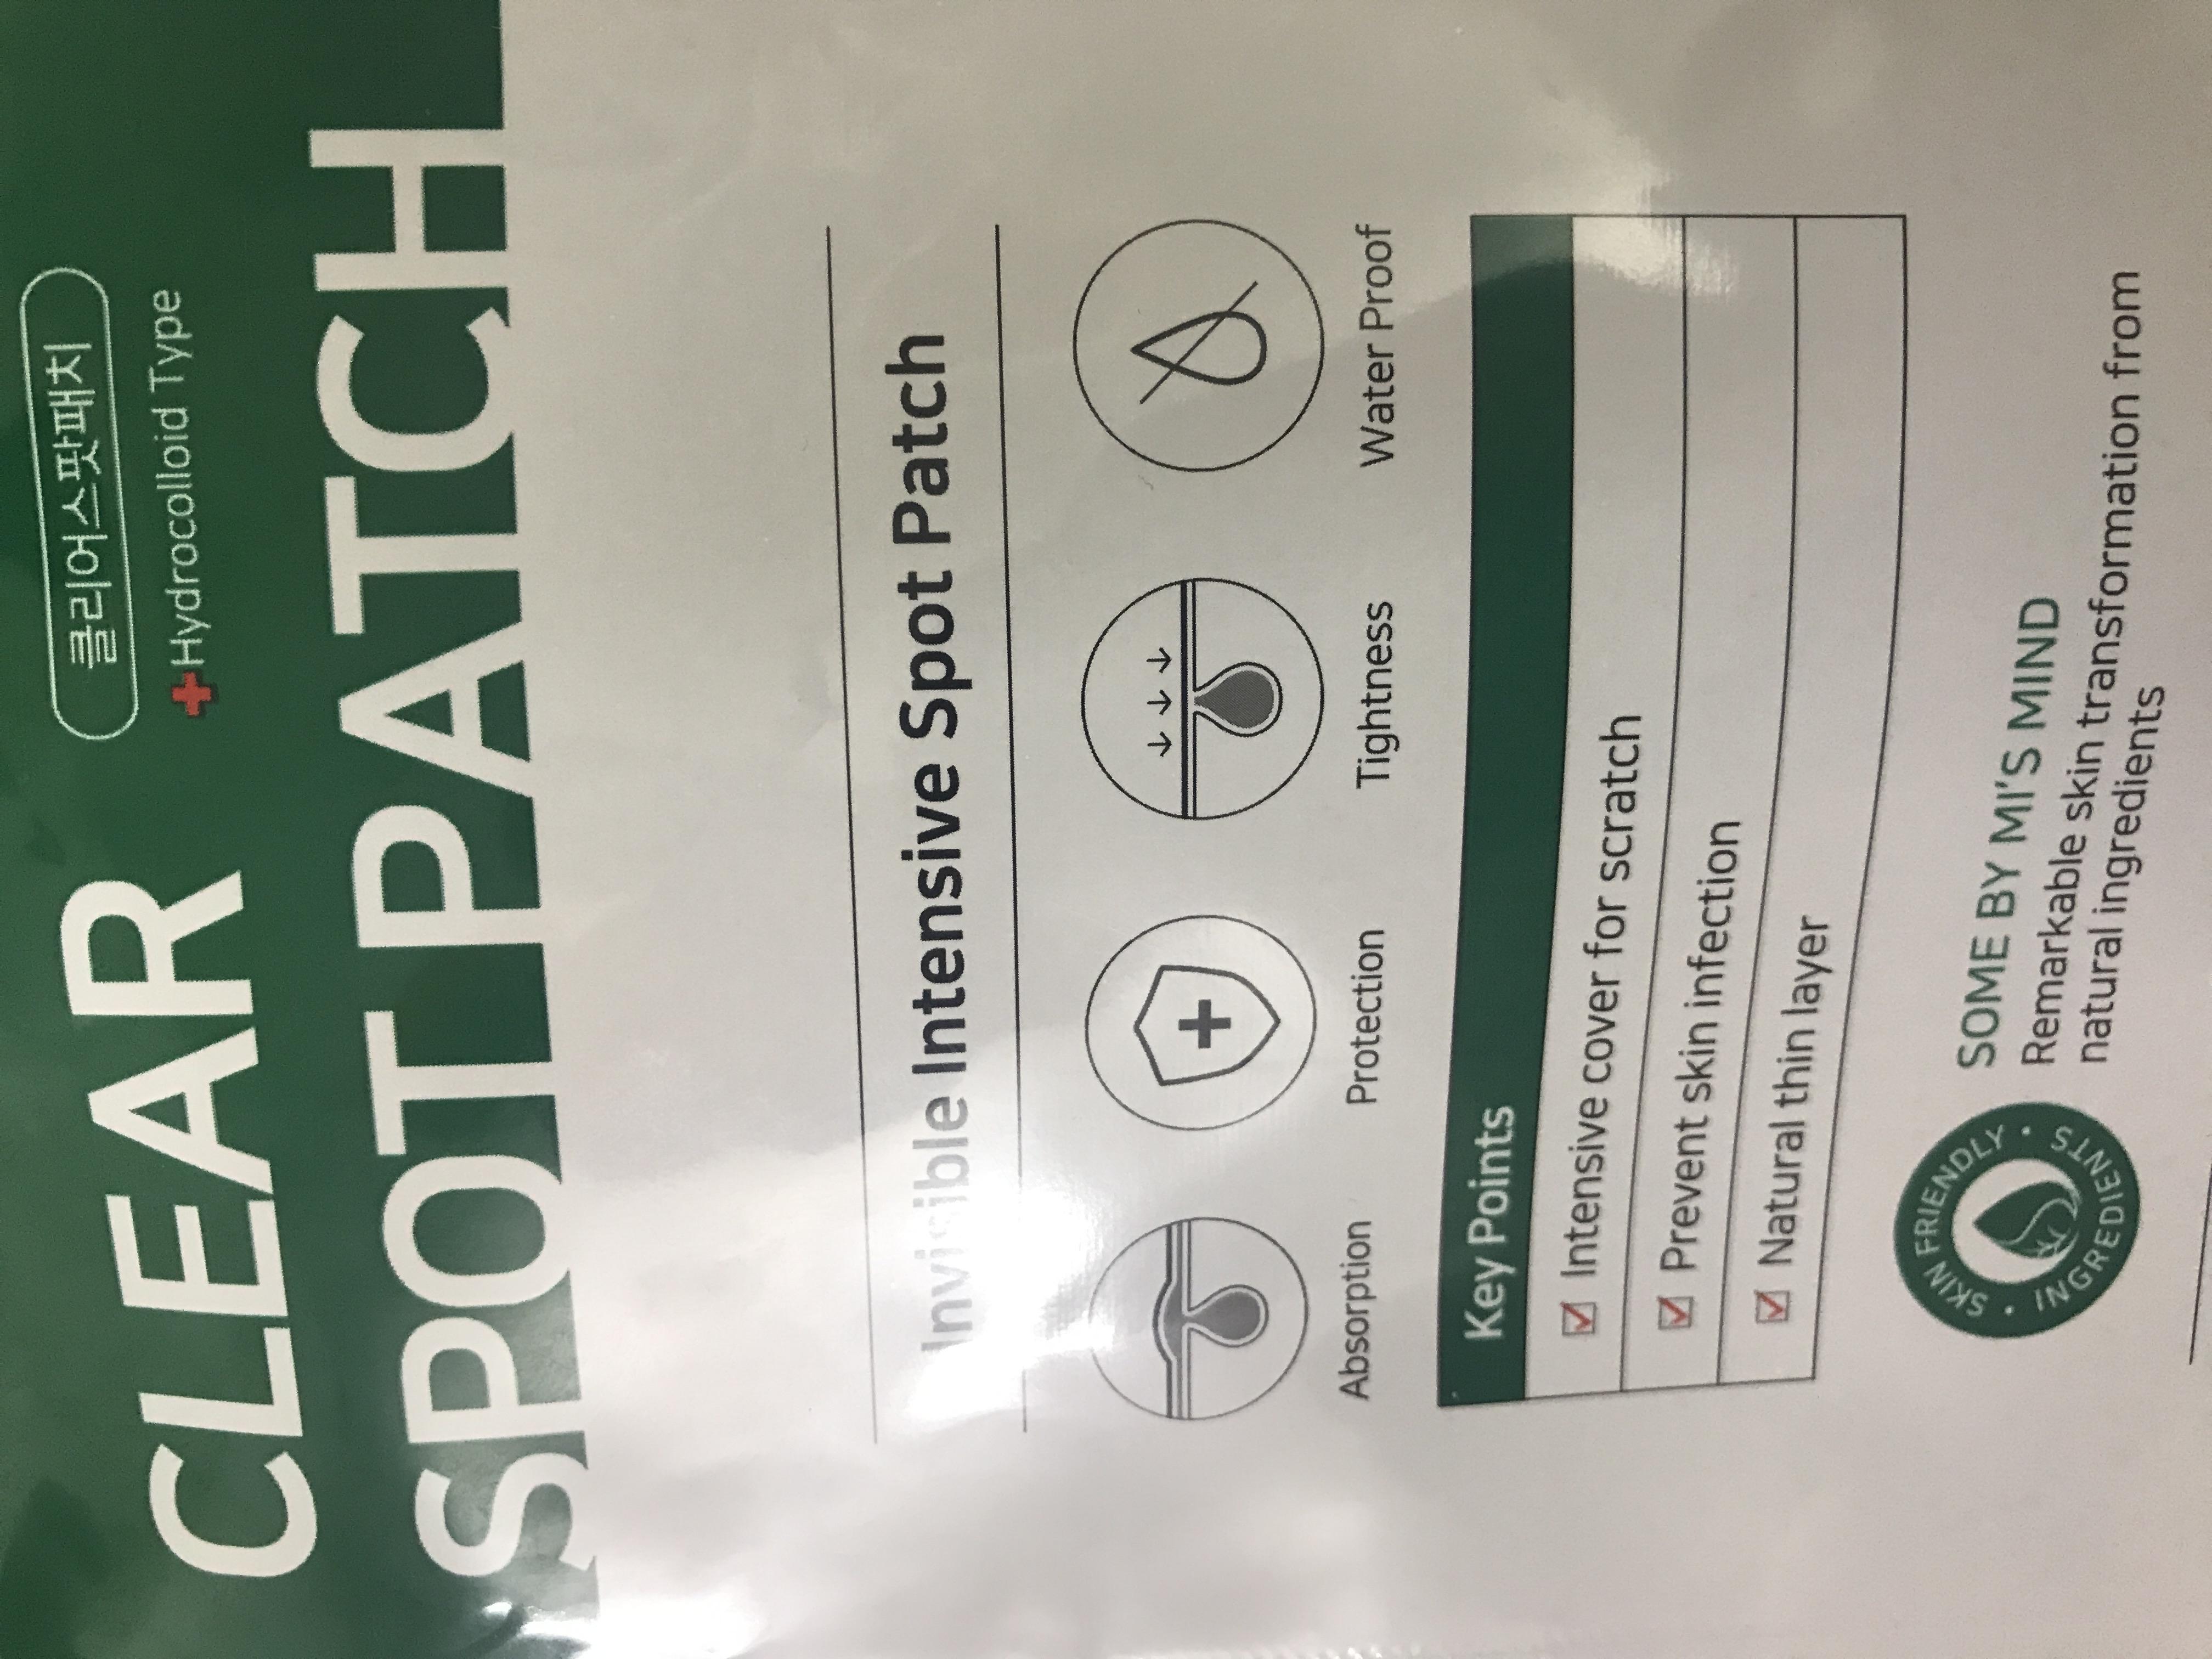 클리어스팟패치
Hydrocolloid Type
CLEAR
SPOT PATCH
Invisible Intensive Spot Patch
Absorption
Protection
Tightness
Water Proof
Key Points
Intensive cover for scratch
Prevent skin infection
Natural thin layer
SKIN FRIENDLY • INGREDIENTS •
SOME BY MI'S MIND
Remarkable skin transformation from
natural ingredients